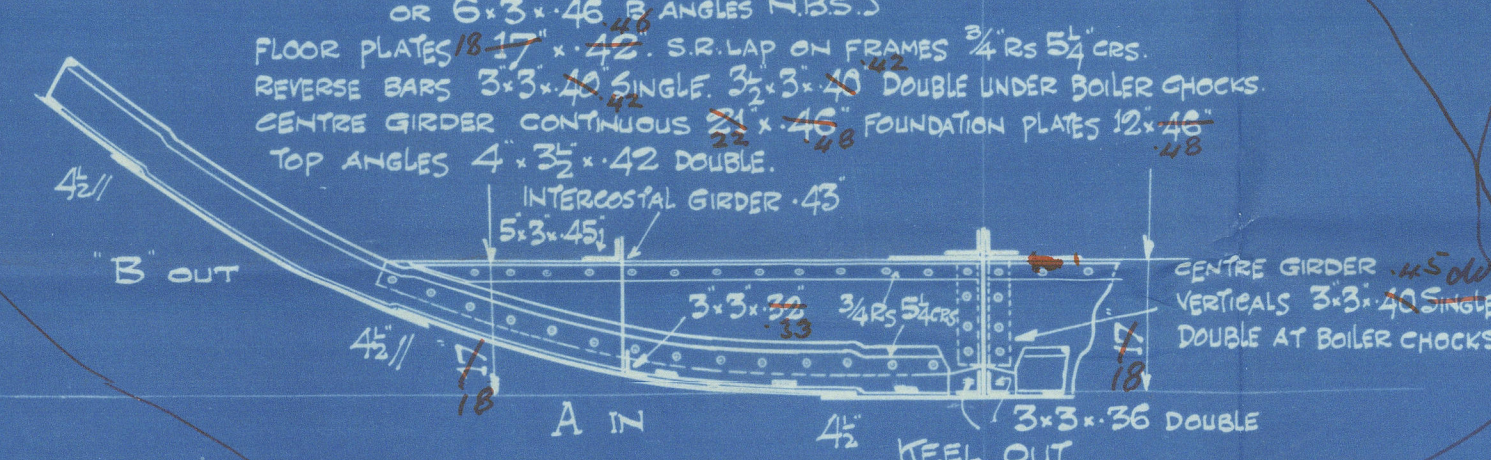 OR 6×3×.46 B ANGLES N.B.S.)
.46
FLOOR PLATES 18 17" × .42". S.R. LAP ON FRAMES ¾"Rs 5¼"CRS.
.42
REVERSE BARS 3"×3"×.40" SINGLE. 3½"×3"×.40" DOUBLE UNDER BOILER CHOCKS.
.42
CENTRE GIRDER CONTINUOUS 21" × .46" FOUNDATION PLATES 12"×.46"
22 .48 .48
TOP ANGLES 4"×3½"×.42 DOUBLE.
4½"
INTERCOSTAL GIRDER .43"
5"×3"×.45"
"B" OUT
CENTRE GIRDER .45 
3"×3"×.32" ¾Rs 5¼CRS
.33
VERTICALS 3"×3"×.40 SINGLE
DOUBLE AT BOILER CHOCKS
4½"
17
18
17
18
A IN
4½"
3×3×.36 DOUBLE
KEEL OUT